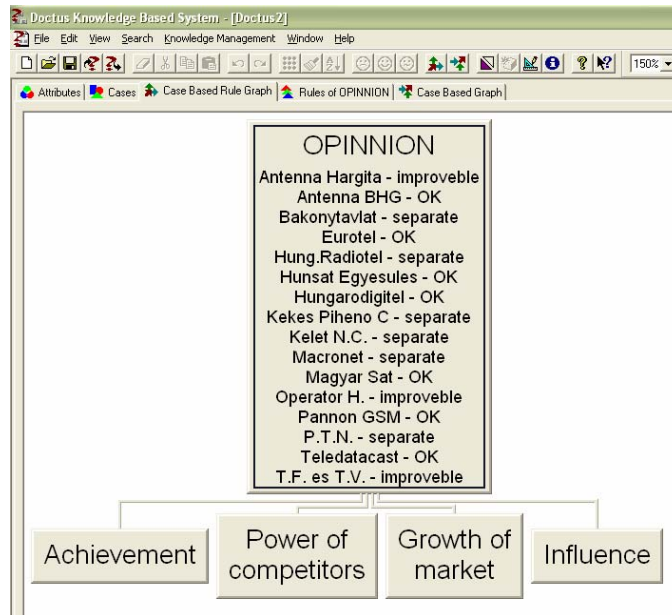 Doctus Knowledge Based System - [Doctus2]
File Edit View Search Knowledge Management Window Help
150%
Attributes Cases Case Based Rule Graph Rules of OPINNION Case Based Graph
OPINNION
Antenna Hargita - improveble
Antenna BHG - OK
Bakonytavlat - separate
Eurotel - OK
Hung.Radiotel - separate
Hunsat Egyesules - OK
Hungarodigitel - OK
Kekes Piheno C - separate
Kelet N.C. - separate
Macronet - separate
Magyar Sat - OK
Operator H. - improveble
Pannon GSM - OK
P.T.N. - separate
Teledatacast - OK
T.F. es T.V. - improveble
Achievement
Power of
competitors
Growth of
market
Influence